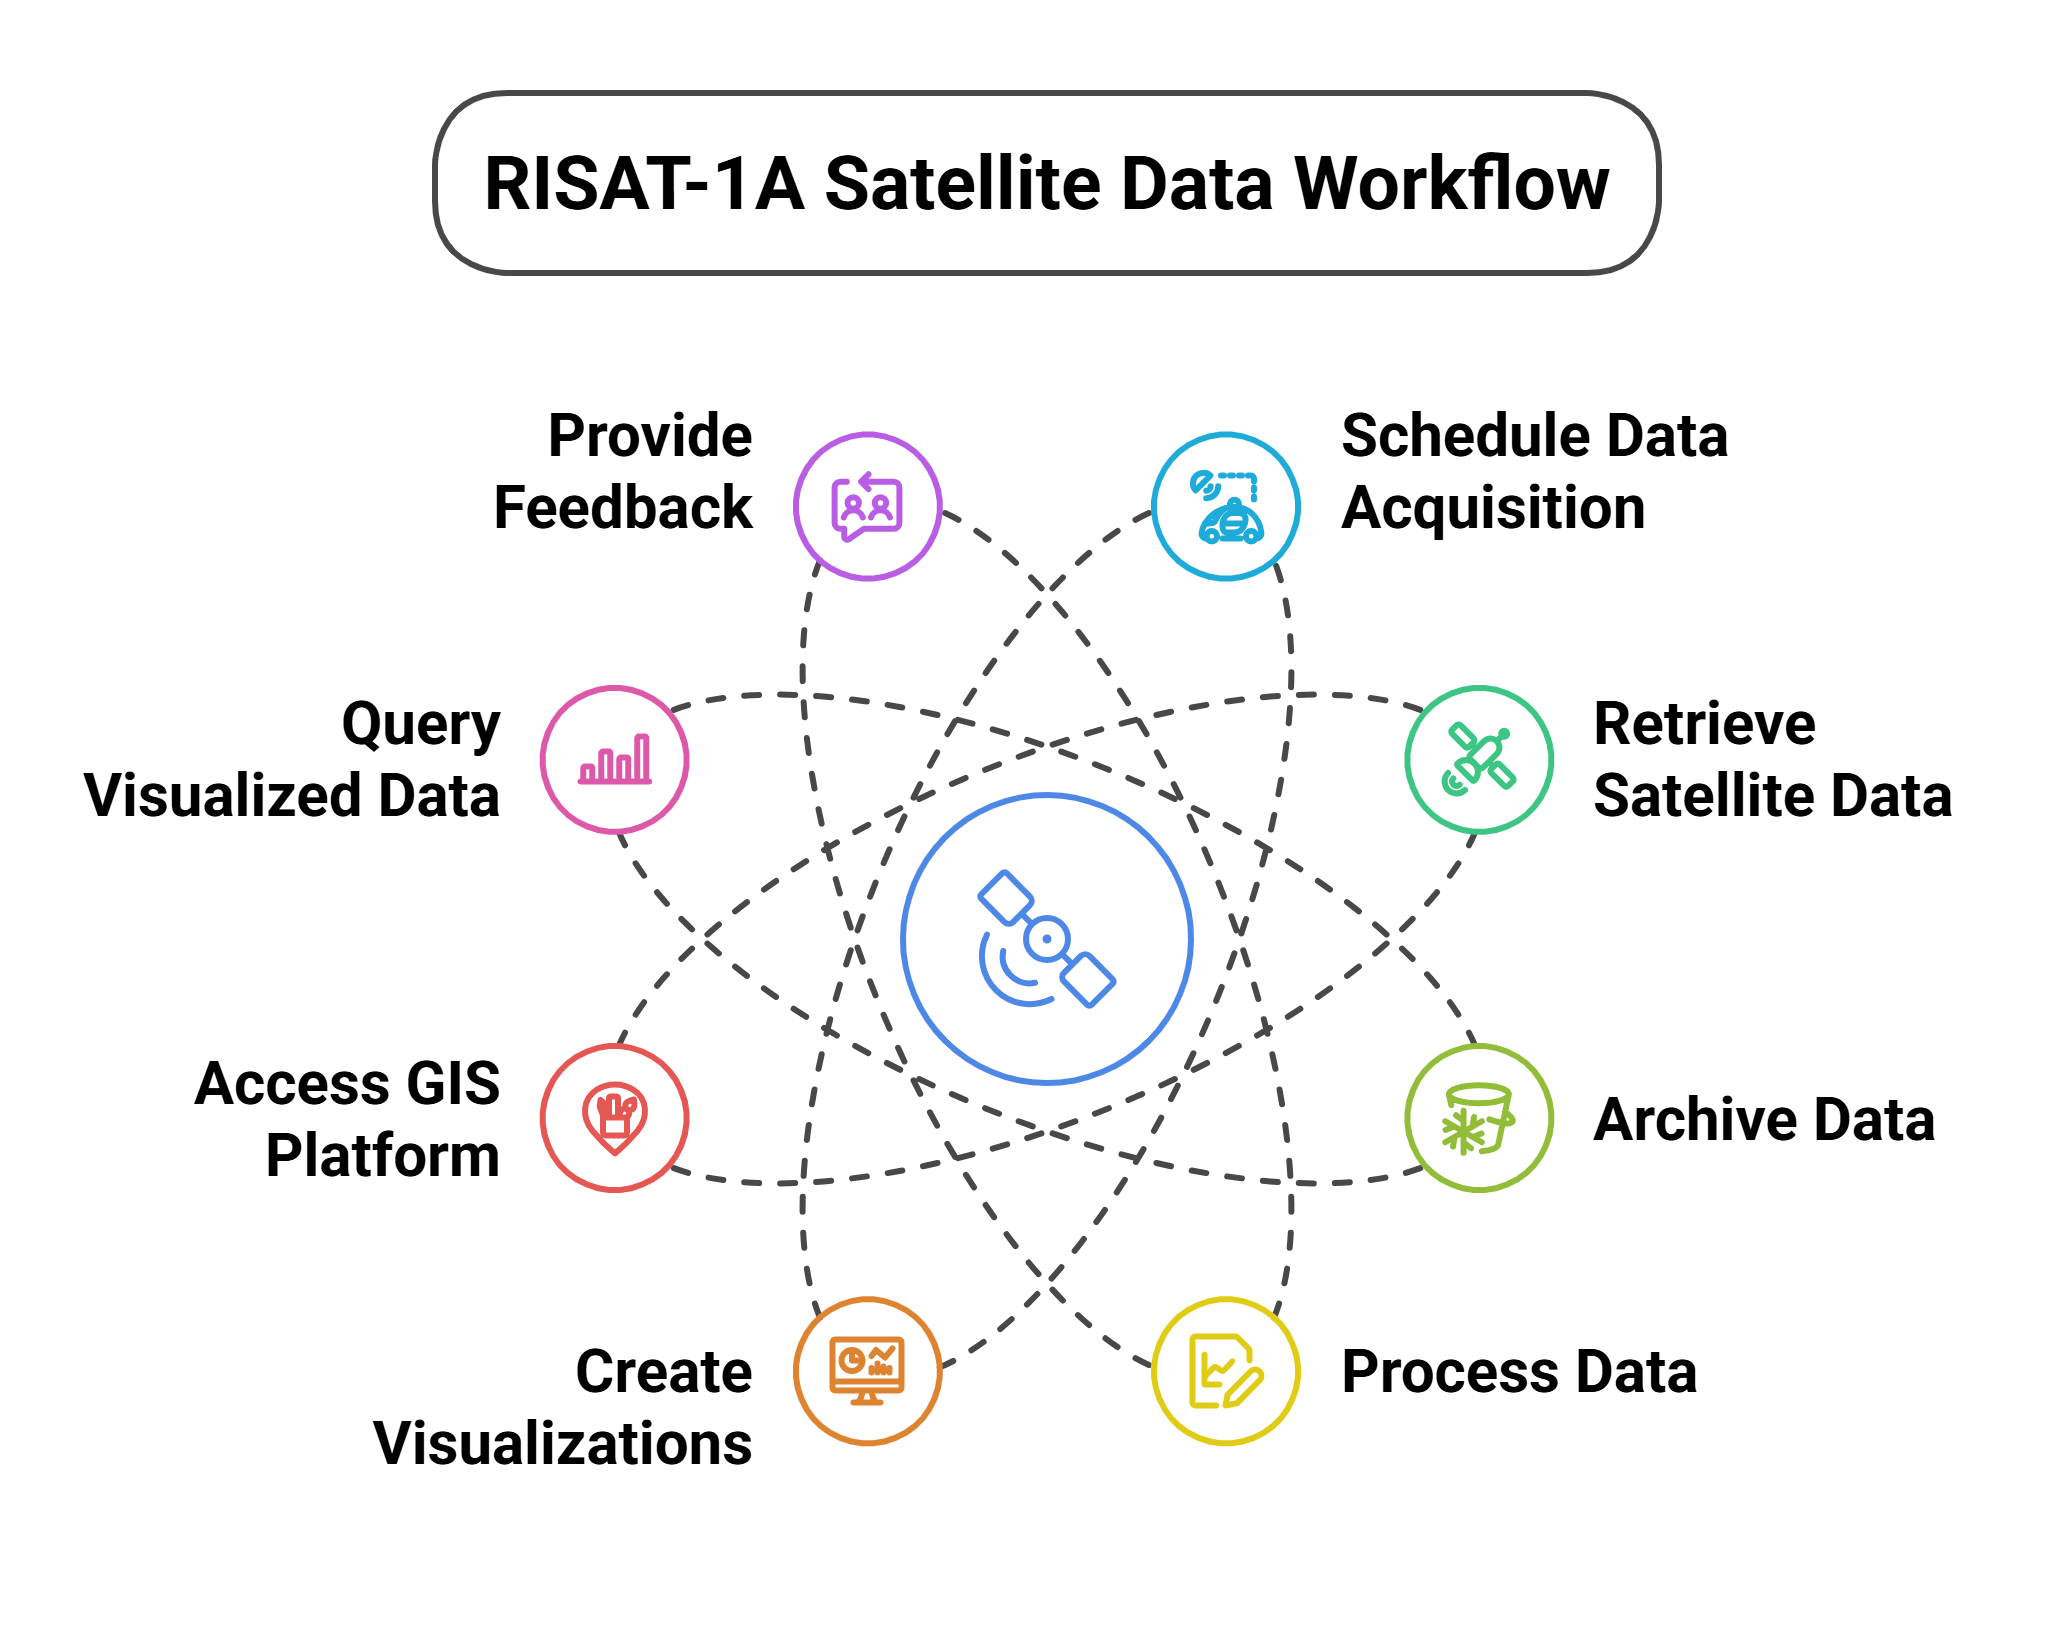 RISAT-1A Satellite Data Workflow
Provide
Feedback
Schedule Data
Acquisition
Query
Visualized Data
Retrieve
Satellite Data
Access GIS
Platform
Archive Data
Create
Visualizations
Process Data